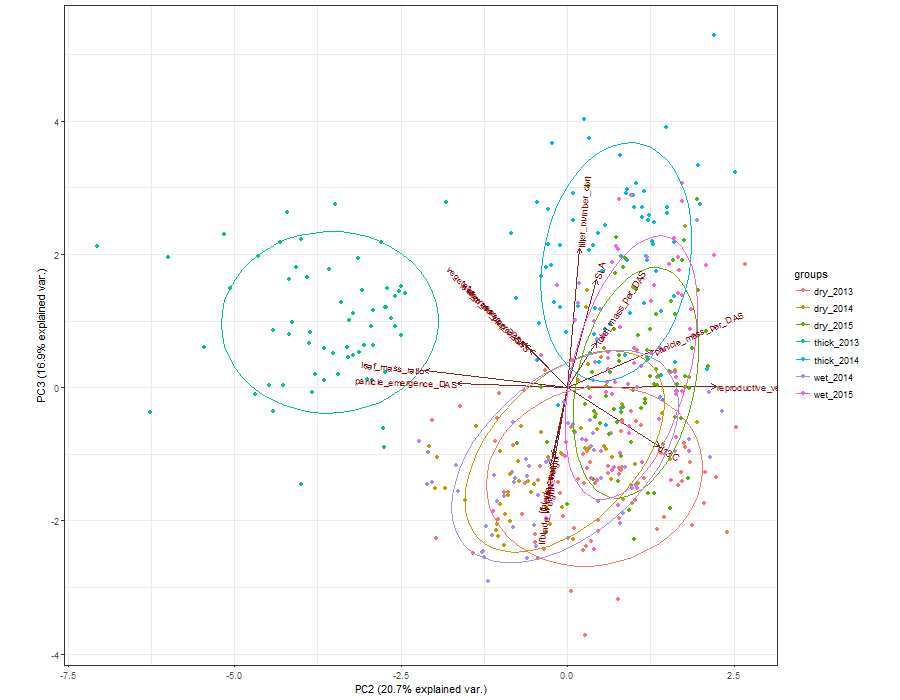 tiller_number_
SLA
leaf_mass_per_DAS
panicle_mass_per_DAS
leaf_mass_ratio
panicle_emergence_DAS
reproductive_ve
PC3 (16.9% explained var.)
4
2
0
-2
-4
-7.5
-5.0
-2.5
0.0
2.5
PC2 (20.7% explained var.)
groups
dry_2013
dry_2014
dry_2015
thick_2013
thick_2014
wet_2014
wet_2015